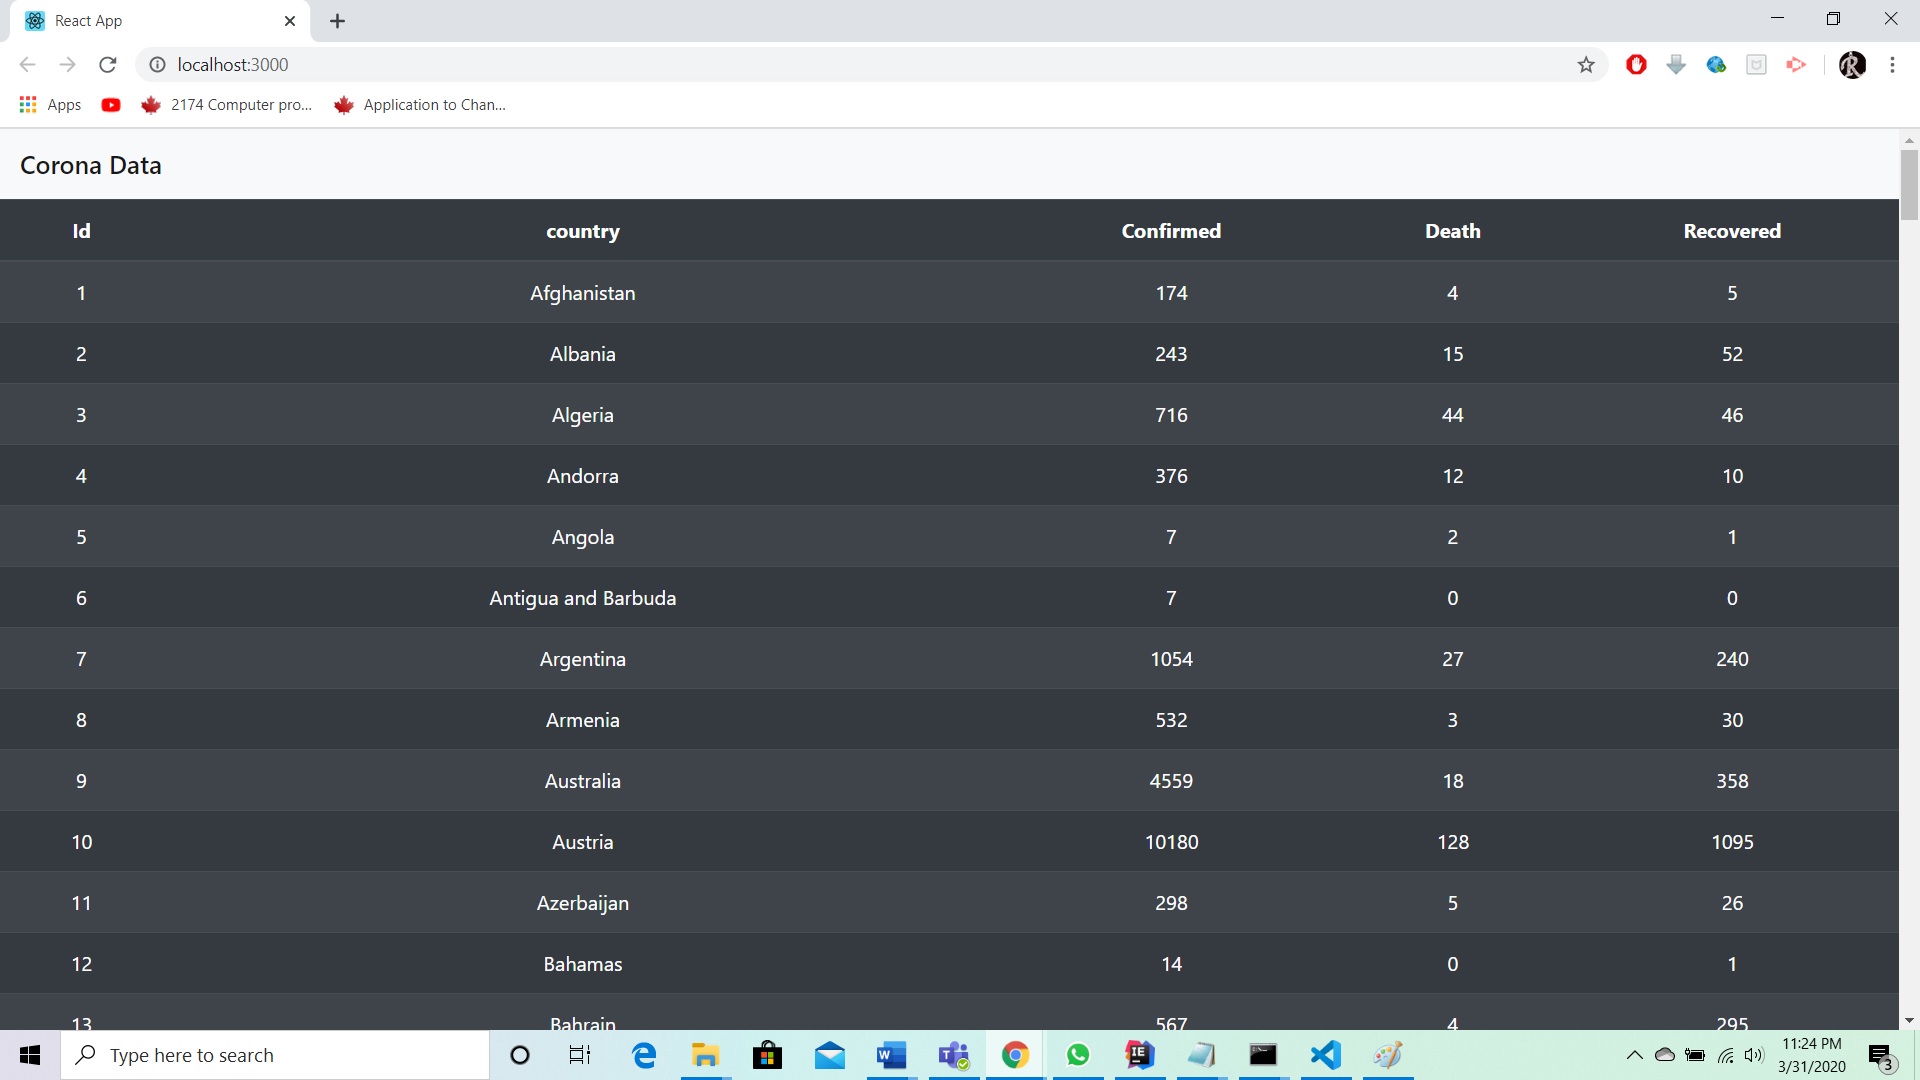 React App
localhost:3000
Apps 2174 Computer pro... Application to Chan...
Corona Data
Id country Confirmed Death Recovered
1 Afghanistan 174 4 5
2 Albania 243 15 52
3 Algeria 716 44 46
4 Andorra 376 12 10
5 Angola 7 2 1
6 Antigua and Barbuda 7 0 0
7 Argentina 1054 27 240
8 Armenia 532 3 30
9 Australia 4559 18 358
10 Austria 10180 128 1095
11 Azerbaijan 298 5 26
12 Bahamas 14 0 1
13 Bahrain 567 4 295
Type here to search
11:24 PM
3/31/2020
3